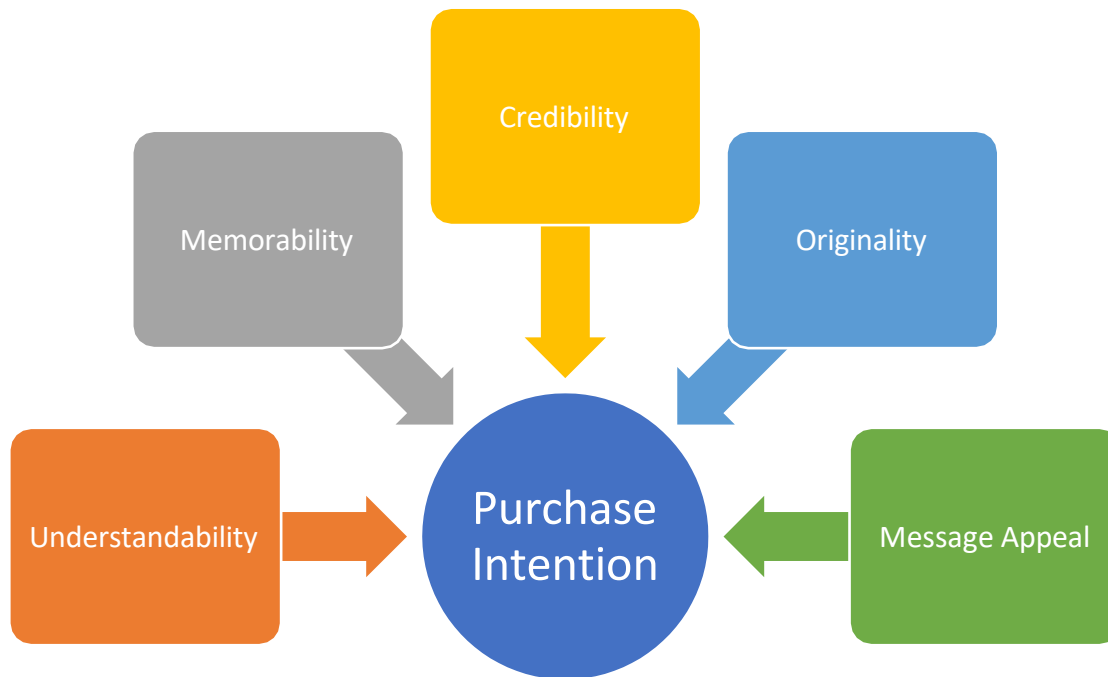 Credibility
Memorability
Originality
Understandability
Purchase
Intention
Message Appeal